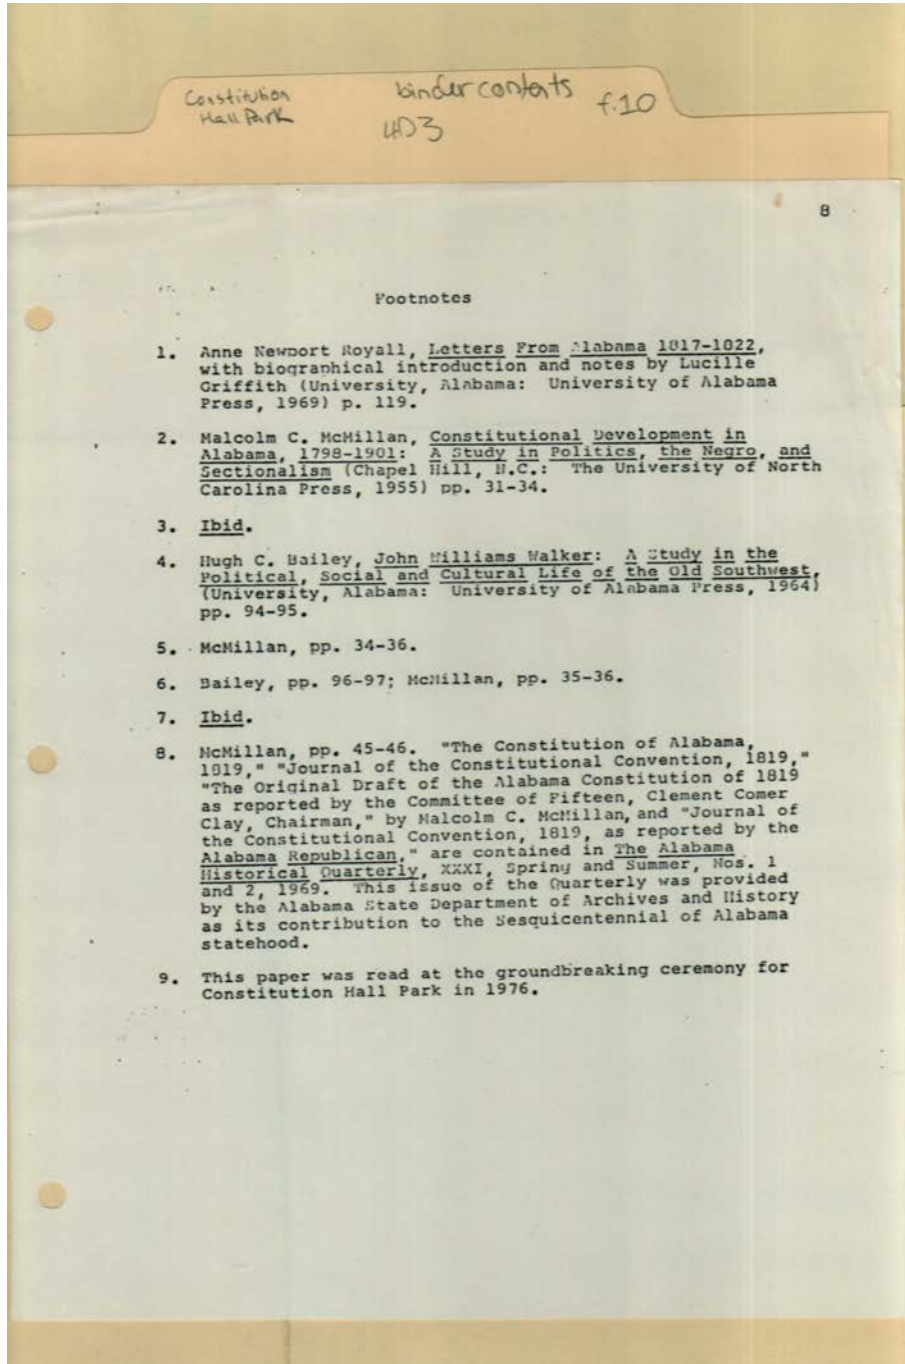 Constitution
Hall Park
binder contents
4D3
f.10
8
Footnotes
1. Anne Newport Royall, Letters From Alabama 1817-1822,
with biographical introduction and notes by Lucille
Griffith (University, Alabama: University of Alabama
Press, 1969) p. 119.
2. Malcolm C. McMillan, Constitutional Development in
Alabama, 1798-1901: A Study in Politics, the Negro, and
Sectionalism (Chapel Hill, N.C.: The University of North
Carolina Press, 1955) pp. 31-34.
3. Ibid.
4. Hugh C. Bailey, John Williams Walker: A Study in the
Political, Social and Cultural Life of the Old Southwest,
(University, Alabama: University of Alabama Press, 1964)
pp. 94-95.
5. McMillan, pp. 34-36.
6. Bailey, pp. 96-97; McMillan, pp. 35-36.
7. Ibid.
8. McMillan, pp. 45-46. "The Constitution of Alabama,
1819," "Journal of the Constitutional Convention, 1819,"
"The Original Draft of the Alabama Constitution of 1819
as reported by the Committee of Fifteen, Clement Comer
Clay, Chairman," by Malcolm C. McMillan, and "Journal of
the Constitutional Convention, 1819, as reported by the
Alabama Republican," are contained in The Alabama
Historical Quarterly, XXXI, Spring and Summer, Nos. 1
and 2, 1969. This issue of the Quarterly was provided
by the Alabama State Department of Archives and History
as its contribution to the Sesquicentennial of Alabama
statehood.
9. This paper was read at the groundbreaking ceremony for
Constitution Hall Park in 1976.